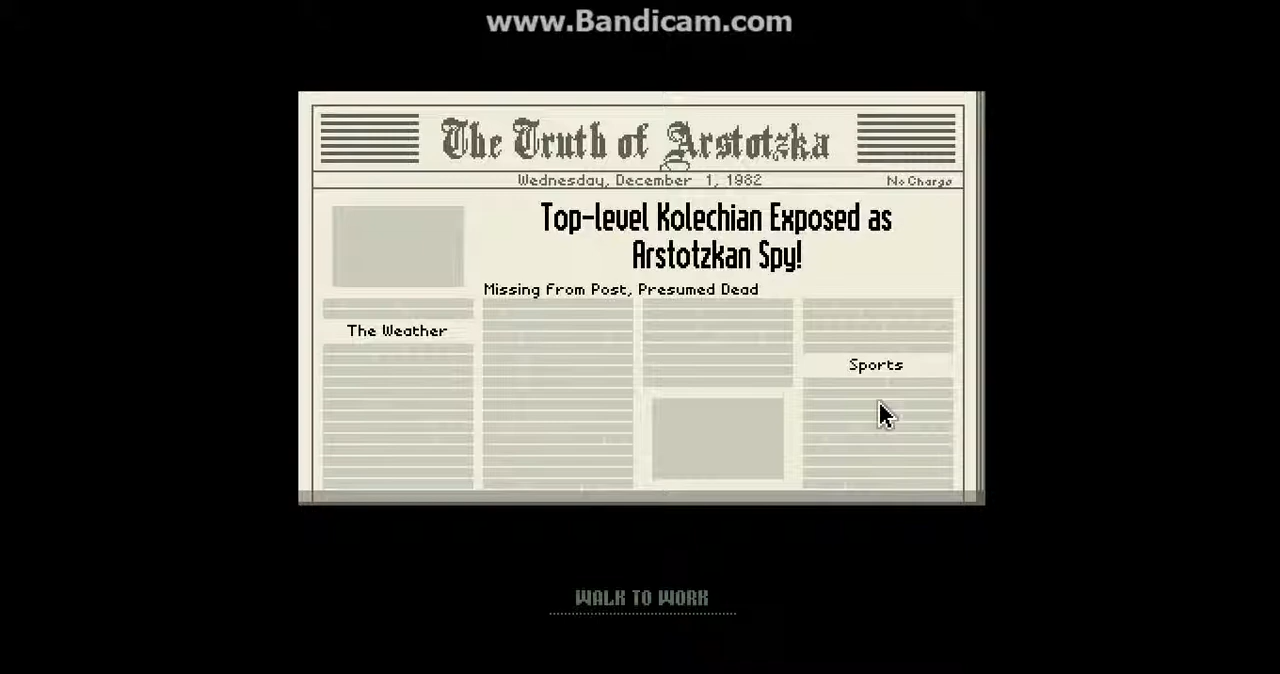 www.Bandicam.com
The Truth of Arstotzka
Wednesday, December 1, 1982
No Charge
Top-level Kolechian Exposed as
Arstotzkan Spy!
Missing From Post, Presumed Dead
The Weather
Sports
WALK TO WORK